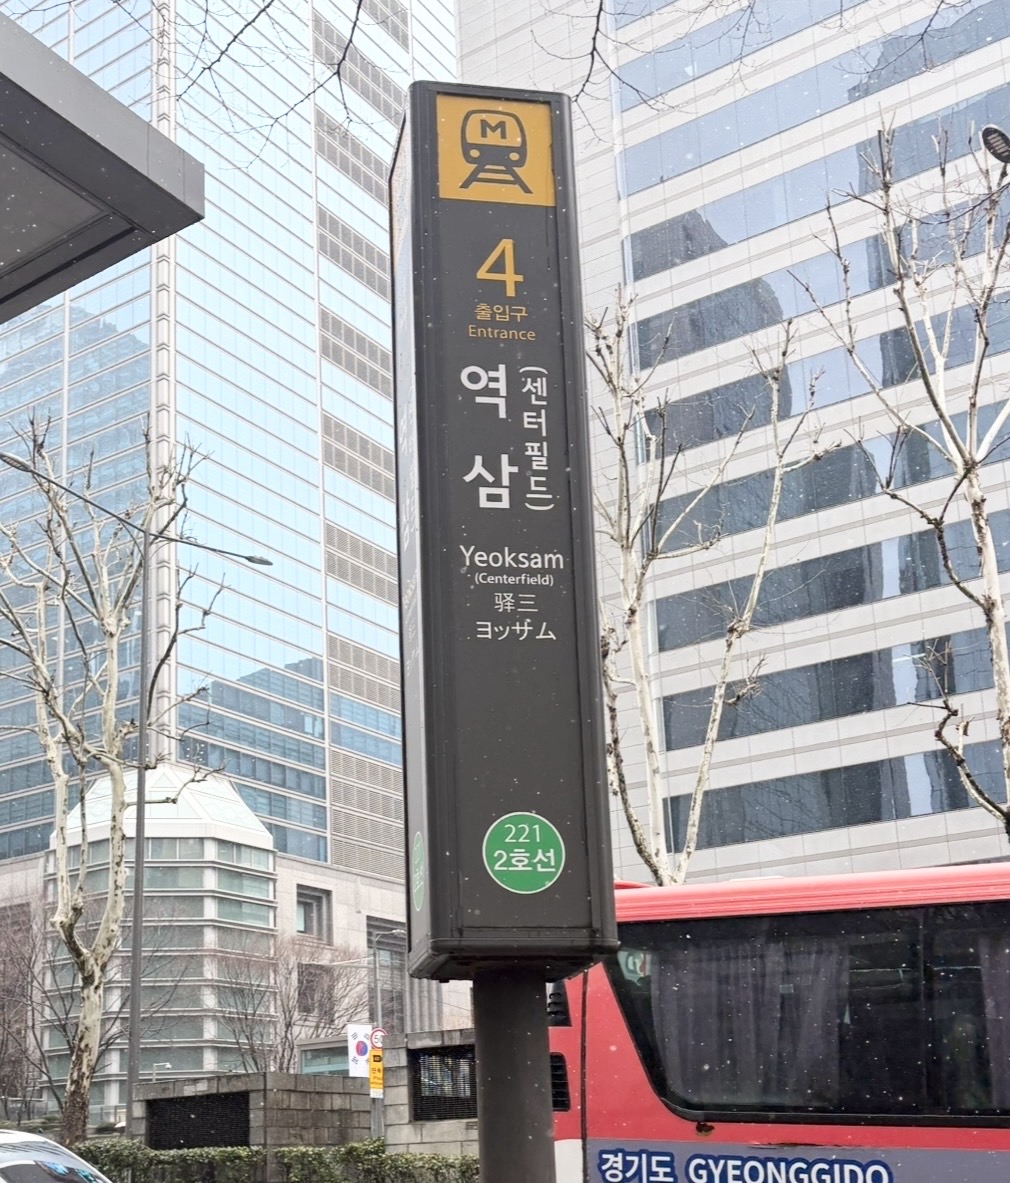 M
4
출입구
Entrance
역삼
(센터필드)
Yeoksam
(Centerfield)
驿三
ヨッサム
221
2호선
50
경기도 GYEONGGIDO